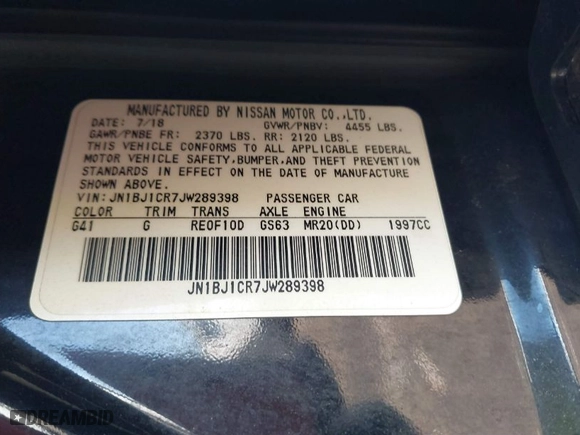 MANUFACTURED BY NISSAN MOTOR CO.,LTD.
DATE: 7/18 GVWR/PNBV: 4455 LBS.
GAWR/PNBE FR: 2370 LBS. RR: 2120 LBS.
THIS VEHICLE CONFORMS TO ALL APPLICABLE FEDERAL
MOTOR VEHICLE SAFETY,BUMPER,AND THEFT PREVENTION
STANDARDS IN EFFECT ON THE DATE OF MANUFACTURE
SHOWN ABOVE.
VIN:JN1BJ1CR7JW289398 PASSENGER CAR
COLOR TRIM TRANS AXLE ENGINE
G41 G RE0F10D GS63 MR20(DD) 1997CC
JN1BJ1CR7JW289398
DREAMBID